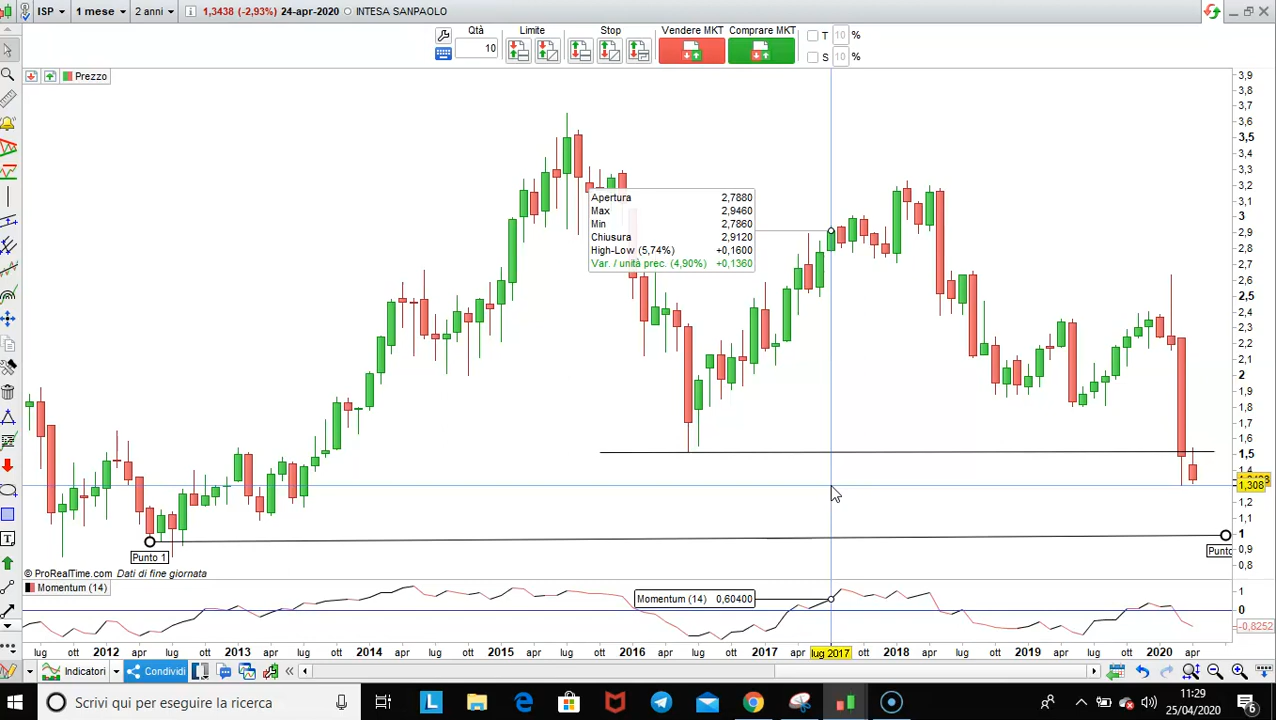 ISP 1 mese 2 anni 1,3438 (-2,93%) 24-apr-2020 INTESA SANPAOLO
Qtà Limite Stop Vendere MKT Comprare MKT T 10 %
10 S 10 %
Prezzo
3,9
3,8
3,7
3,6
3,5
3,4
3,3
3,2
3,1
3
2,9
2,8
2,7
2,6
2,5
2,4
2,3
2,2
2,1
2
1,9
1,8
1,7
1,6
1,5
1,4
1,308
1,2
1,1
1
0,9
0,8
Apertura 2,7880
Max 2,9460
Min 2,7860
Chiusura 2,9120
High-Low (5,74%) +0,1600
Var. / unità prec. (4,90%) +0,1360
Punto 1
Punto
© ProRealTime.com Dati di fine giornata
Momentum (14)
Momentum (14) 0,60400
1
0
-0,8252
lug ott 2012 apr lug ott 2013 apr lug ott 2014 apr lug ott 2015 apr lug ott 2016 apr lug ott 2017 apr lug 2017 ott 2018 apr lug ott 2019 apr lug ott 2020 apr
Indicatori Condividi
Scrivi qui per eseguire la ricerca
11:29
25/04/2020
6